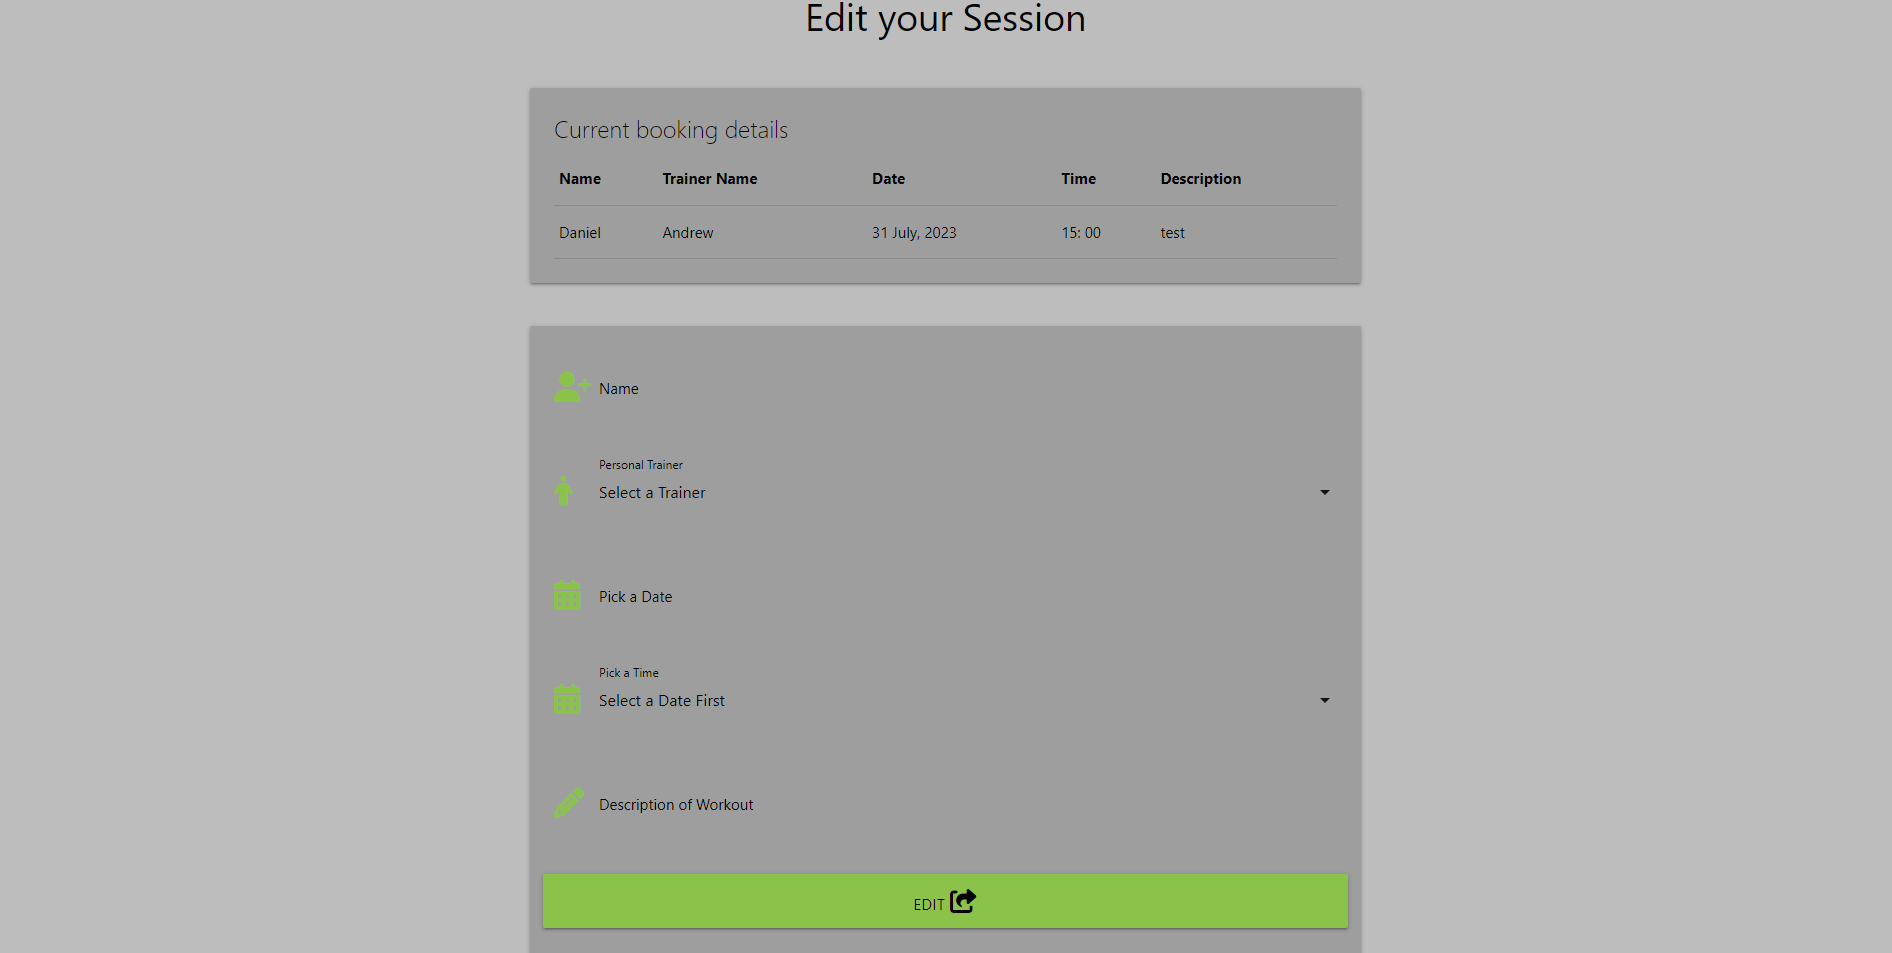 Edit your Session
Current booking details
Name Trainer Name Date Time Description
Daniel Andrew 31 July, 2023 15: 00 test
Name
Personal Trainer
Select a Trainer
Pick a Date
Pick a Time
Select a Date First
Description of Workout
EDIT